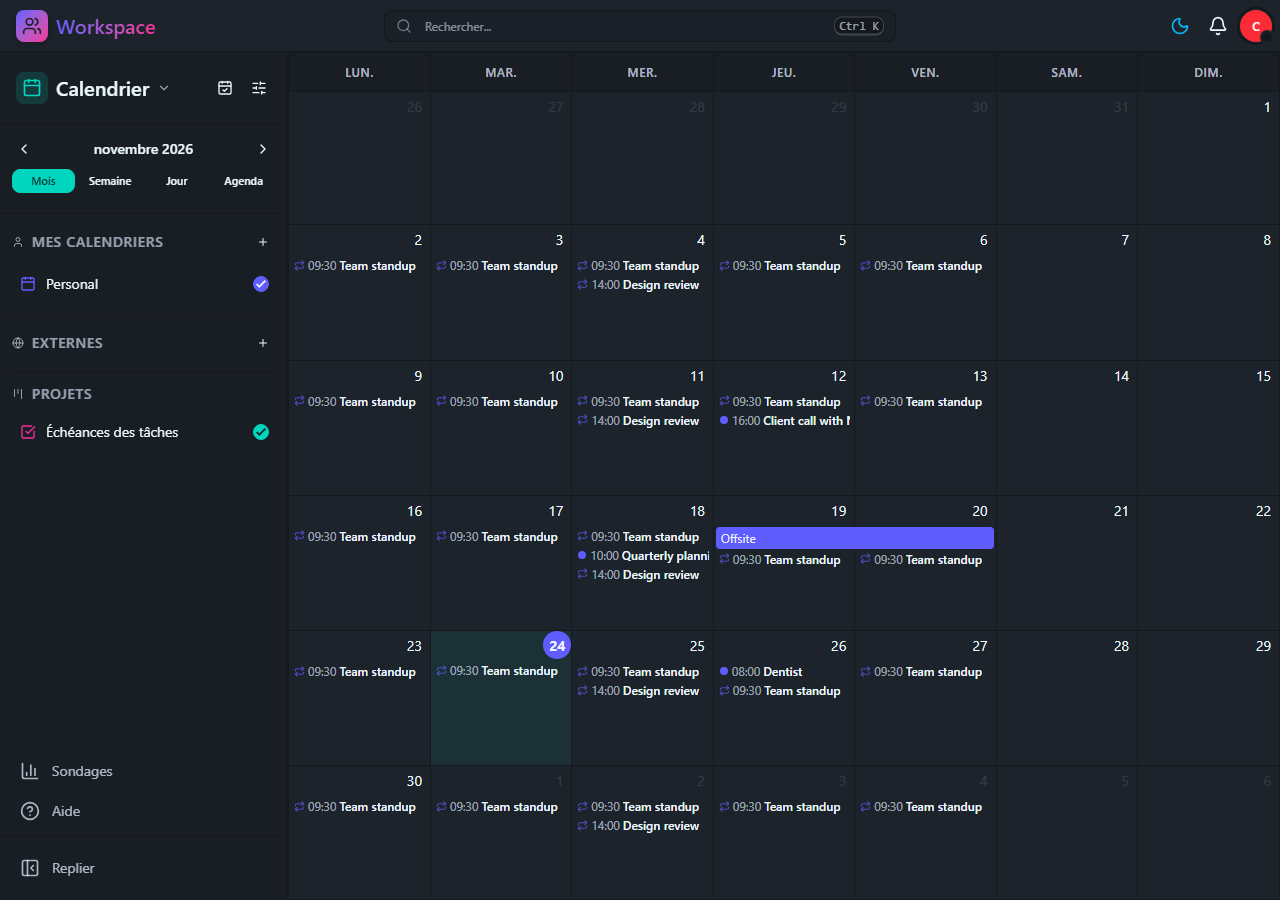 Workspace
Rechercher...
Ctrl K
C
Calendrier
novembre 2026
Mois Semaine Jour Agenda
MES CALENDRIERS
Personal
EXTERNES
PROJETS
Échéances des tâches
Sondages
Aide
Replier
LUN. MAR. MER. JEU. VEN. SAM. DIM.
26 27 28 29 30 31 1
2 3 4 5 6 7 8
09:30 Team standup 09:30 Team standup 09:30 Team standup 09:30 Team standup 09:30 Team standup
14:00 Design review
9 10 11 12 13 14 15
09:30 Team standup 09:30 Team standup 09:30 Team standup 09:30 Team standup 09:30 Team standup
14:00 Design review 16:00 Client call with
16 17 18 19 20 21 22
09:30 Team standup 09:30 Team standup 09:30 Team standup Offsite
10:00 Quarterly planni 09:30 Team standup 09:30 Team standup
14:00 Design review
23 24 25 26 27 28 29
09:30 Team standup 09:30 Team standup 09:30 Team standup 08:00 Dentist 09:30 Team standup
14:00 Design review 09:30 Team standup
30 1 2 3 4 5 6
09:30 Team standup 09:30 Team standup 09:30 Team standup 09:30 Team standup 09:30 Team standup
14:00 Design review